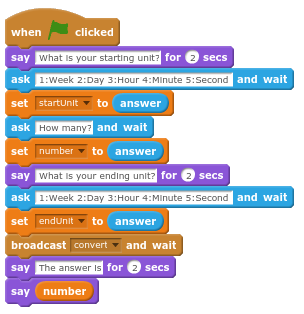 when clicked
say What is your starting unit? for 2 secs
ask 1:Week 2:Day 3:Hour 4:Minute 5:Second and wait
set startUnit to answer
ask How many? and wait
set number to answer
say What is your ending unit? for 2 secs
ask 1:Week 2:Day 3:Hour 4:Minute 5:Second and wait
set endUnit to answer
broadcast convert and wait
say The answer is for 2 secs
say number